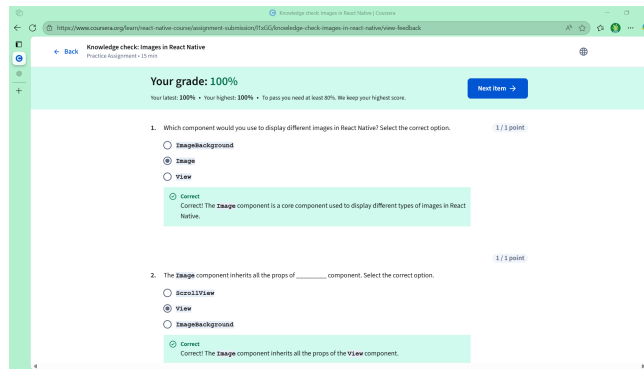 Knowledge check: Images in React Native | Coursera
https://www.coursera.org/learn/react-native-course/assignment-submission/l1xGG/knowledge-check-images-in-react-native/view-feedback
Back
Knowledge check: Images in React Native
Practice Assignment • 15 min
Your grade: 100%
Your latest: 100% • Your highest: 100% • To pass you need at least 80%. We keep your highest score.
Next item →
1. Which component would you use to display different images in React Native? Select the correct option.
1 / 1 point
ImageBackground
Image
View
Correct
Correct! The Image component is a core component used to display different types of images in React
Native.
1 / 1 point
2. The Image component inherits all the props of _________ component. Select the correct option.
ScrollView
View
ImageBackground
Correct
Correct! The Image component inherits all the props of the View component.